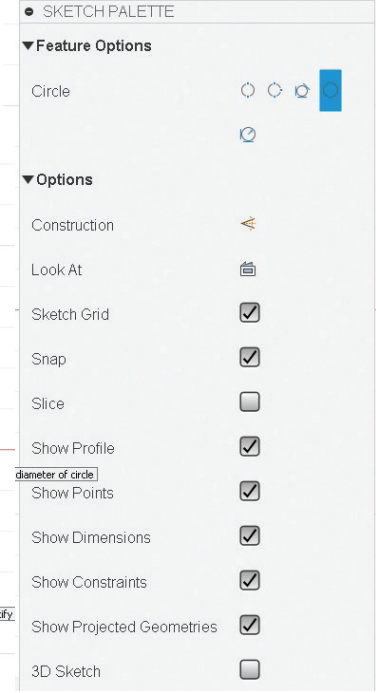 SKETCH PALETTE
Feature Options
Circle
Options
Construction
Look At
Sketch Grid
Snap
Slice
Show Profile
diameter of circle
Show Points
Show Dimensions
Show Constraints
Show Projected Geometries
3D Sketch